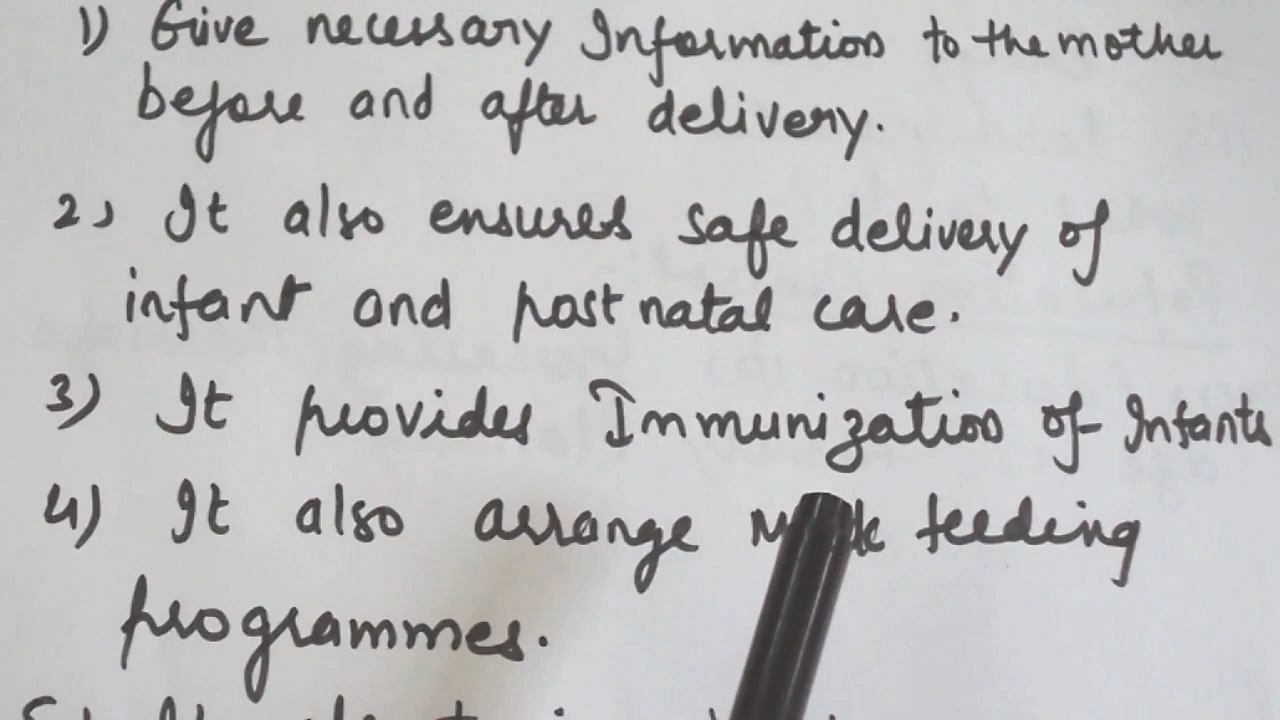 1) Give necessary Information to the mother
before and after delivery.
2) It also ensures safe delivery of
infant and post natal care.
3) It provides Immunization of Infants
4) It also arrange feeding
programmes.